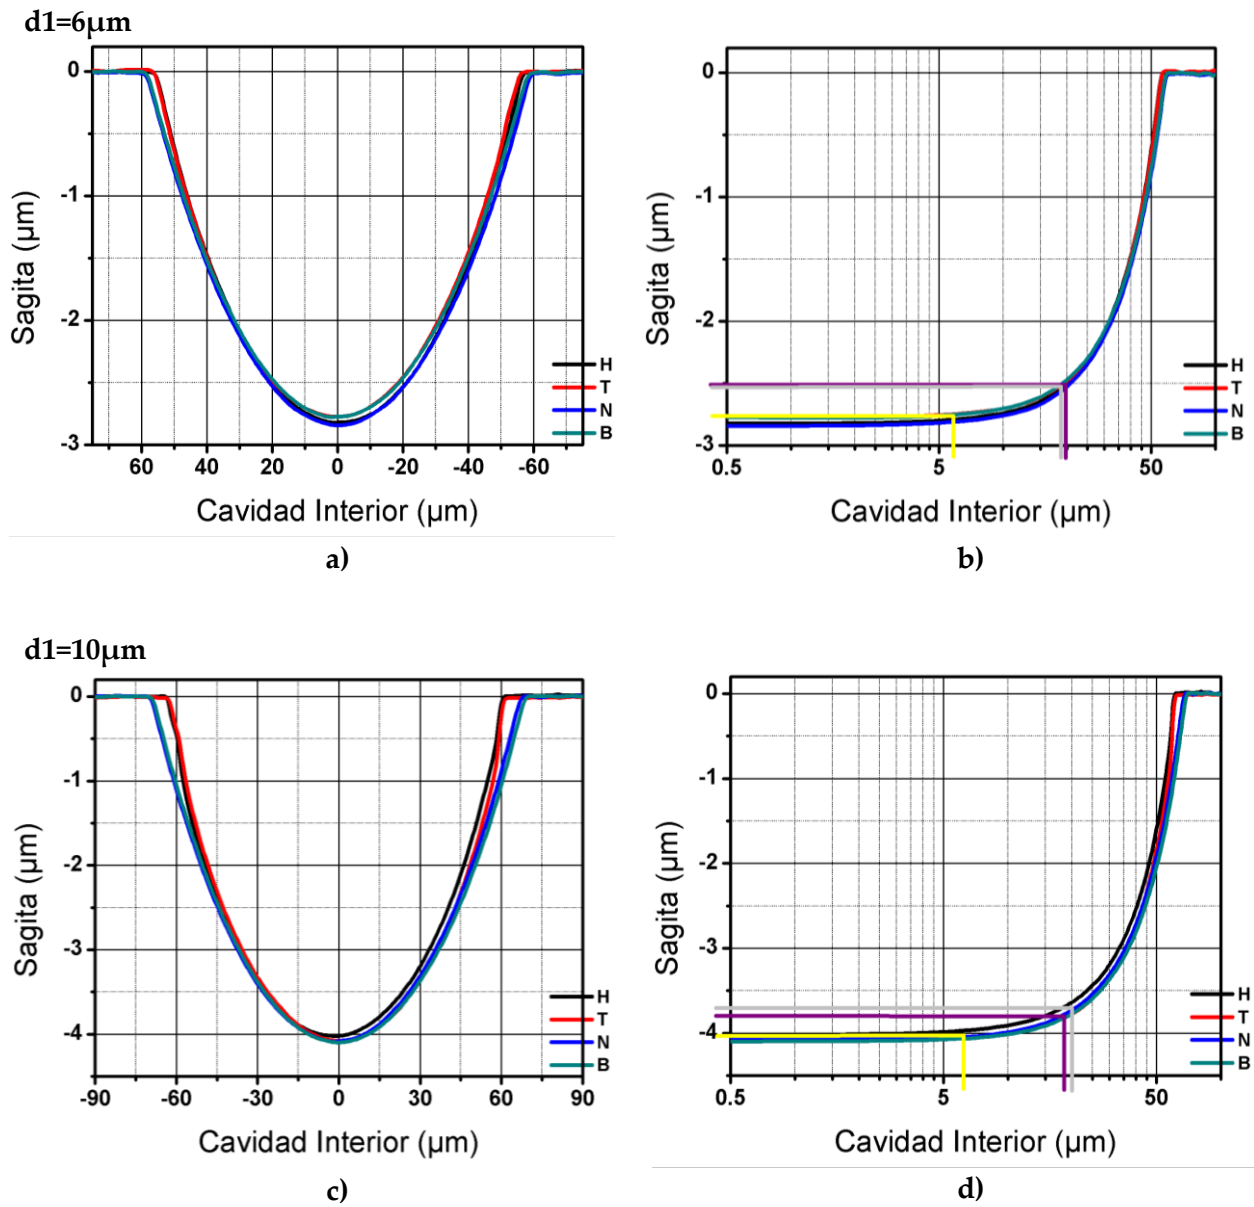 d1=6μm
0
-1
-2
-3
60 40 20 0 -20 -40 -60
Sagita (μm)
Cavidad Interior (μm)
H
T
N
B
a)
0
-1
-2
-3
0.5 5 50
Sagita (μm)
Cavidad Interior (μm)
H
T
N
B
b)
d1=10μm
0
-1
-2
-3
-4
-90 -60 -30 0 30 60 90
Sagita (μm)
Cavidad Interior (μm)
H
T
N
B
c)
0
-1
-2
-3
-4
0.5 5 50
Sagita (μm)
Cavidad Interior (μm)
H
T
N
B
d)